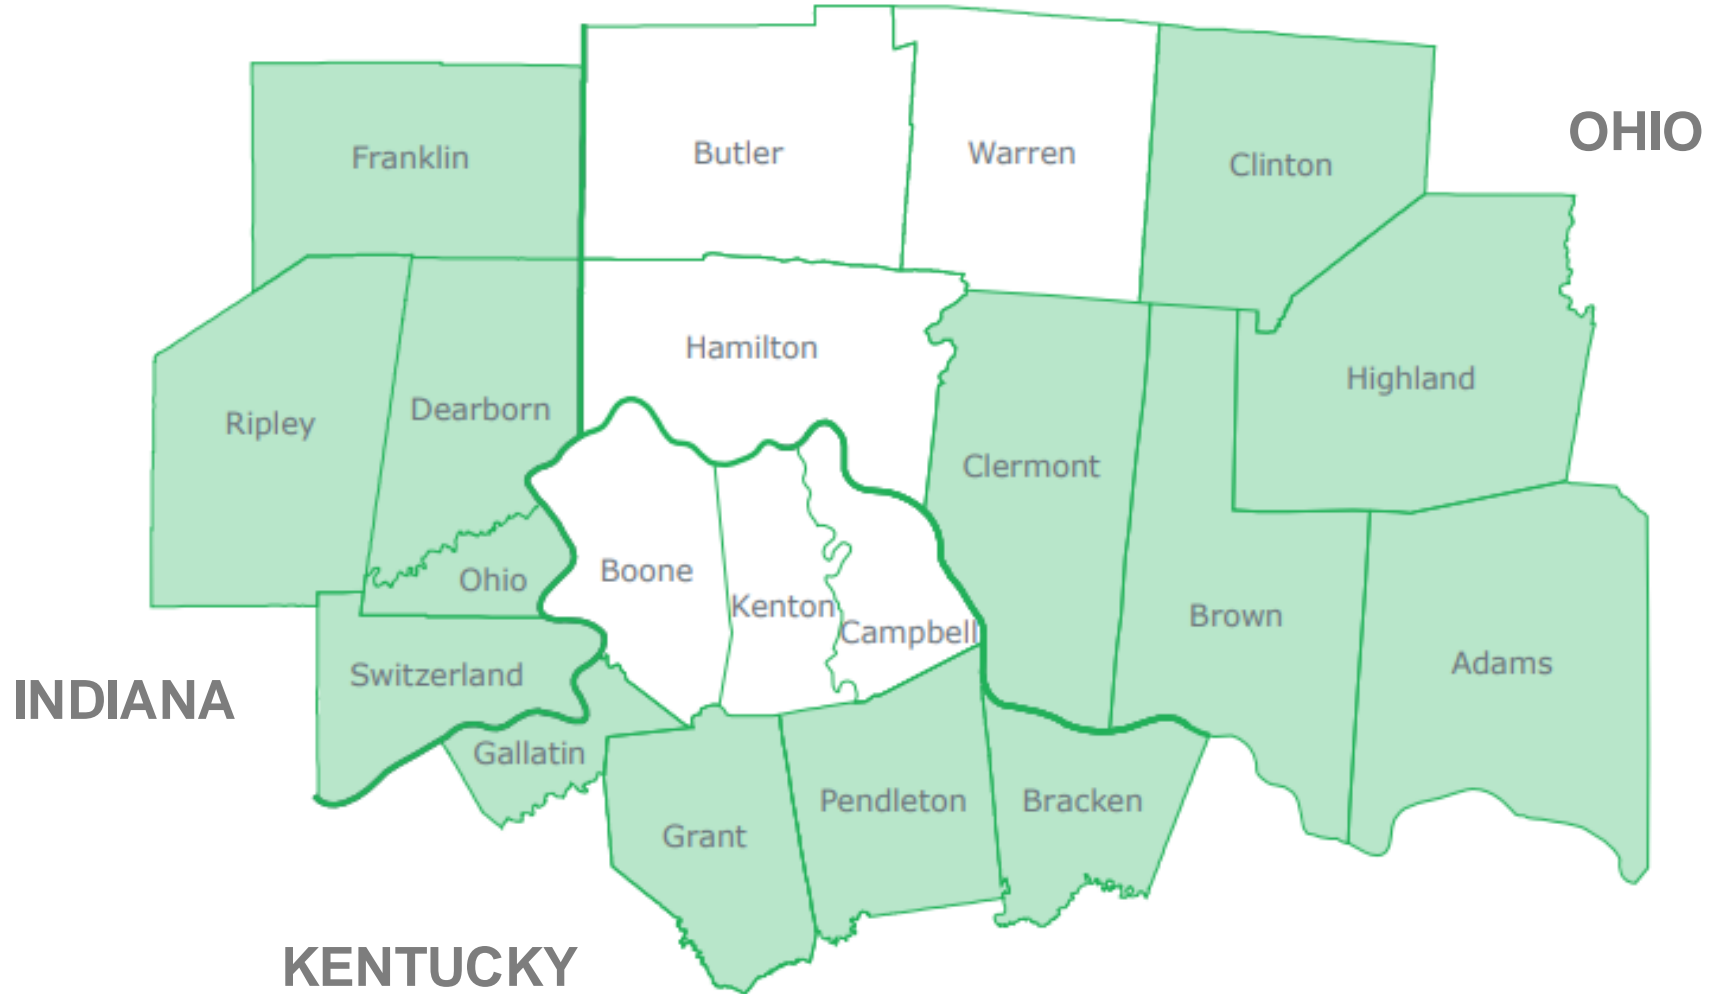 OHIO
Franklin
Butler
Warren
Clinton
Hamilton
Highland
Ripley
Dearborn
Clermont
Ohio
Boone
Kenton
Campbell
Brown
Adams
Switzerland
INDIANA
Gallatin
Grant
Pendleton
Bracken
KENTUCKY